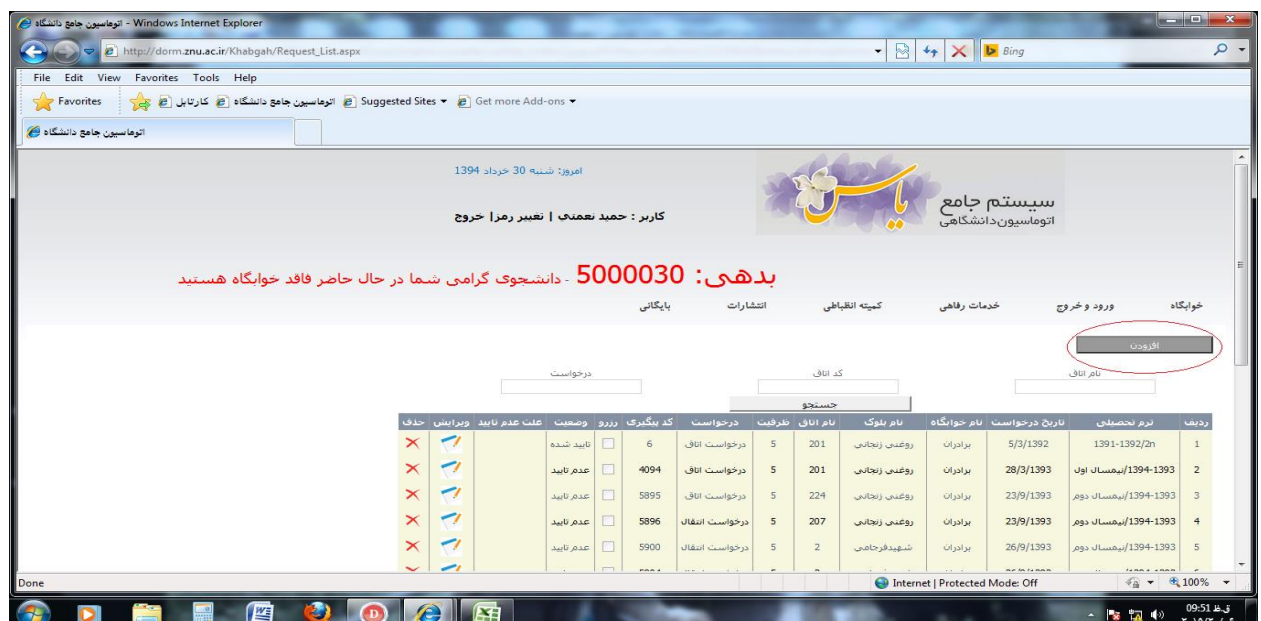 اتوماسیون جامع دانشگاه - Windows Internet Explorer
http://dorm.znu.ac.ir/Khabgah/Request_List.aspx
Bing
File Edit View Favorites Tools Help
Favorites کارتابل اتوماسیون جامع دانشگاه Suggested Sites Get more Add-ons
اتوماسیون جامع دانشگاه
امروز: شنبه 30 خرداد 1394
یاس
سیستم جامع
اتوماسیون دانشگاهی
کاربر : حمید نعمتی | تغییر رمز | خروج
بدهی: 5000030 - دانشجوی گرامی شما در حال حاضر فاقد خوابگاه هستید
خوابگاه ورود و خروج خدمات رفاهی کمیته انظباطی انتشارات بایگانی
افزودن
نام اتاق کد اتاق درخواست
جستجو
ردیف ترم تحصیلی تاریخ درخواست نام خوابگاه نام بلوک نام اتاق ظرفیت درخواست کد پیگیری رزرو وضعیت علت عدم تایید ویرایش حذف
1 1391-1392/2n 5/3/1392 برادران روغنی زنجانی 201 5 درخواست اتاق 6 تایید شده
2 1393-1394/نیمسال اول 28/3/1393 برادران روغنی زنجانی 201 5 درخواست اتاق 4094 عدم تایید
3 1393-1394/نیمسال دوم 23/9/1393 برادران روغنی زنجانی 224 5 درخواست اتاق 5895 عدم تایید
4 1393-1394/نیمسال دوم 23/9/1393 برادران روغنی زنجانی 207 5 درخواست انتقال 5896 عدم تایید
5 1393-1394/نیمسال دوم 26/9/1393 برادران شهیدفرجامی 2 5 درخواست انتقال 5900 عدم تایید
Done Internet | Protected Mode: Off 100%
09:51 ق.ظ